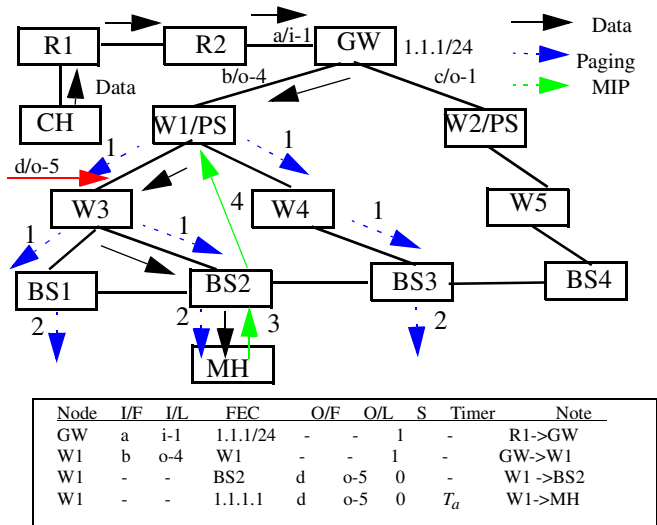 Data
a/i-1
R1
R2
GW
1.1.1/24
Paging
b/o-4
c/o-1
Data
MIP
CH
W1/PS
W2/PS
1
1
d/o-5
4
1
W3
W4
W5
1
1
BS1
BS2
BS3
BS4
2
2
3
2
MH
Node I/F I/L FEC O/F O/L S Timer Note
GW a i-1 1.1.1/24 - - 1 - R1->GW
W1 b o-4 W1 - - 1 - GW->W1
W1 - - BS2 d o-5 0 - W1 ->BS2
W1 - - 1.1.1.1 d o-5 0 Ta W1->MH